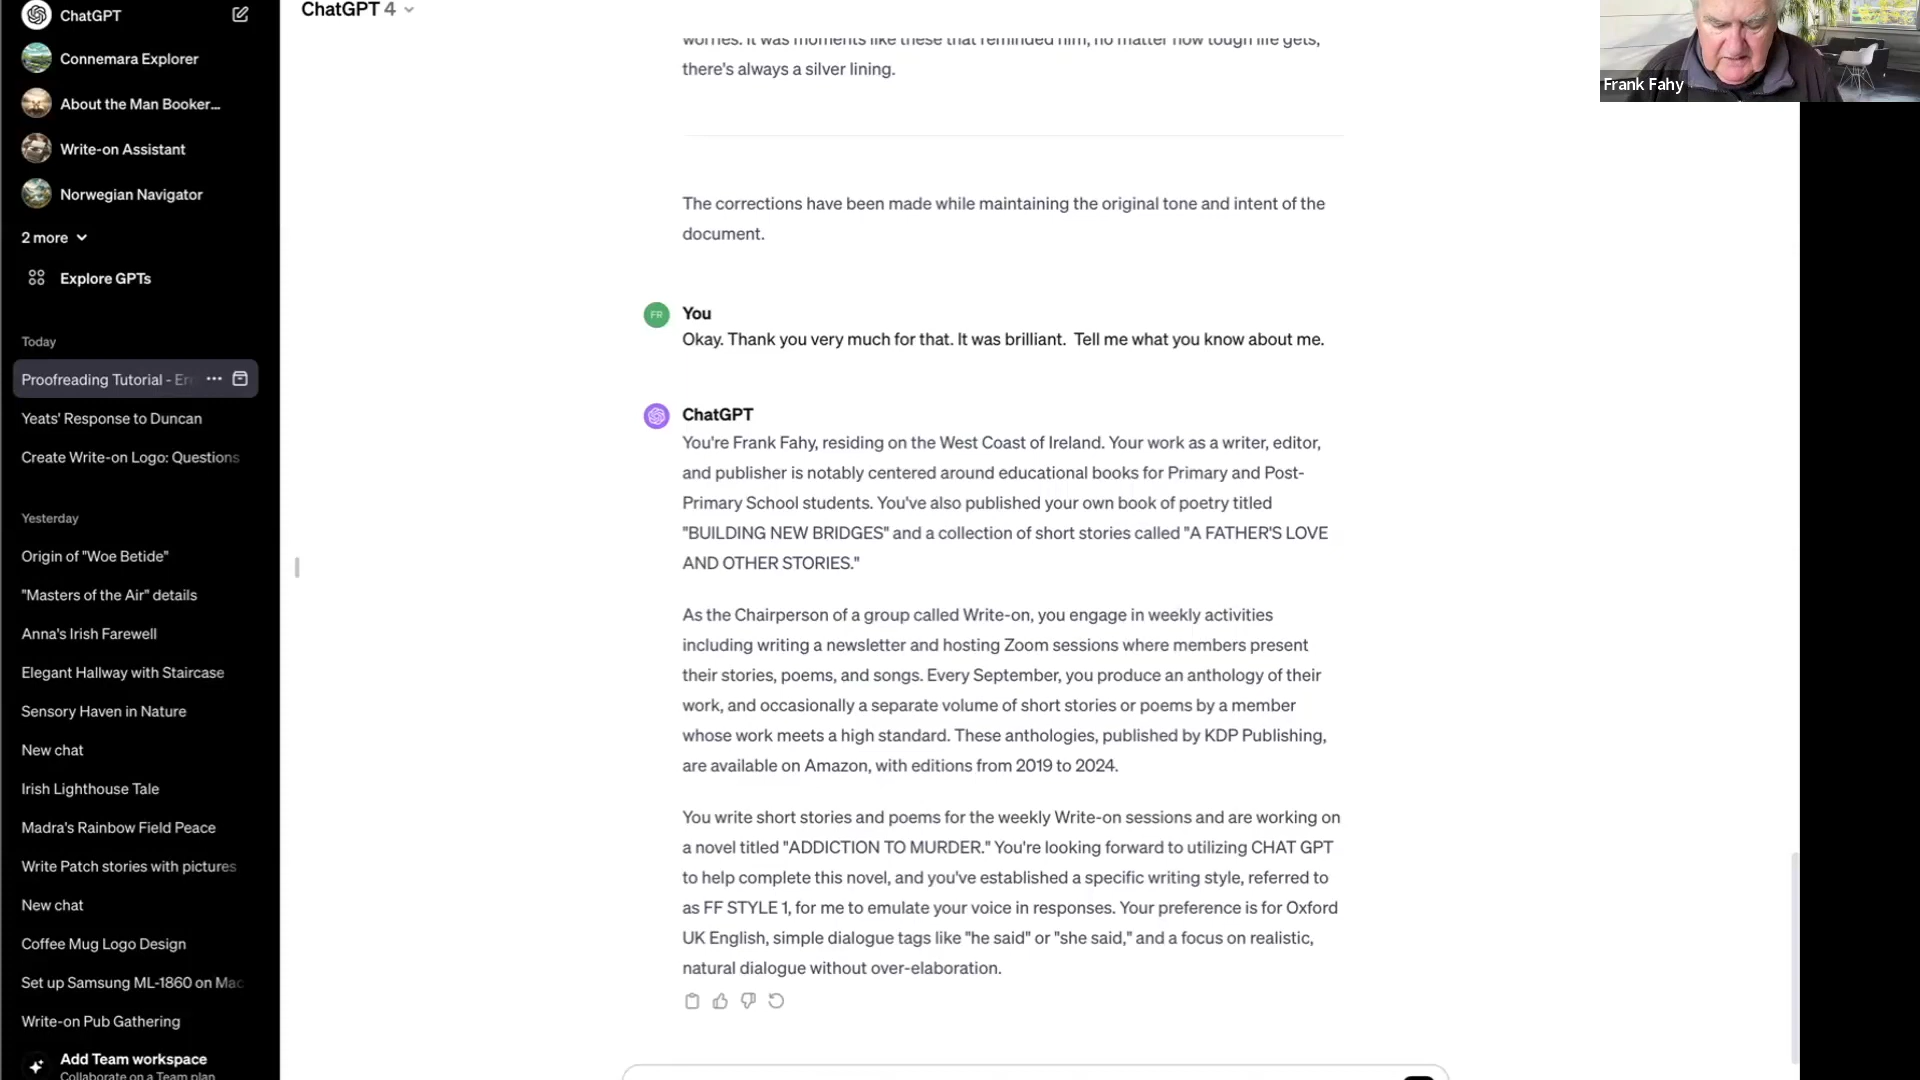 ChatGPT
Connemara Explorer
About the Man Booker...
Write-on Assistant
Norwegian Navigator
2 more
Explore GPTs
Today
Proofreading Tutorial - Err
Yeats' Response to Duncan
Create Write-on Logo: Questions
Yesterday
Origin of "Woe Betide"
"Masters of the Air" details
Anna's Irish Farewell
Elegant Hallway with Staircase
Sensory Haven in Nature
New chat
Irish Lighthouse Tale
Madra's Rainbow Field Peace
Write Patch stories with pictures
New chat
Coffee Mug Logo Design
Set up Samsung ML-1860 on Mac
Write-on Pub Gathering
Add Team workspace
Collaborate on a Team plan
ChatGPT 4
worries. It was moments like these that reminded him, no matter how tough life gets,
there's always a silver lining.
The corrections have been made while maintaining the original tone and intent of the
document.
FR
You
Okay. Thank you very much for that. It was brilliant. Tell me what you know about me.
ChatGPT
You're Frank Fahy, residing on the West Coast of Ireland. Your work as a writer, editor,
and publisher is notably centered around educational books for Primary and Post-
Primary School students. You've also published your own book of poetry titled
"BUILDING NEW BRIDGES" and a collection of short stories called "A FATHER'S LOVE
AND OTHER STORIES."
As the Chairperson of a group called Write-on, you engage in weekly activities
including writing a newsletter and hosting Zoom sessions where members present
their stories, poems, and songs. Every September, you produce an anthology of their
work, and occasionally a separate volume of short stories or poems by a member
whose work meets a high standard. These anthologies, published by KDP Publishing,
are available on Amazon, with editions from 2019 to 2024.
You write short stories and poems for the weekly Write-on sessions and are working on
a novel titled "ADDICTION TO MURDER." You're looking forward to utilizing CHAT GPT
to help complete this novel, and you've established a specific writing style, referred to
as FF STYLE 1, for me to emulate your voice in responses. Your preference is for Oxford
UK English, simple dialogue tags like "he said" or "she said," and a focus on realistic,
natural dialogue without over-elaboration.
Frank Fahy